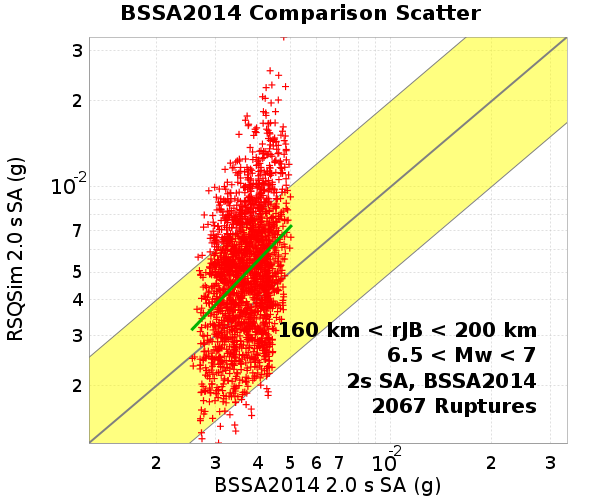 BSSA2014 Comparison Scatter
RSQSim 2.0 s SA (g)
3
2
10-2
7
5
4
3
2
160 km < rJB < 200 km
6.5 < Mw < 7
2s SA, BSSA2014
2067 Ruptures
2 3 4 5 6 7 10-2 2 3
BSSA2014 2.0 s SA (g)